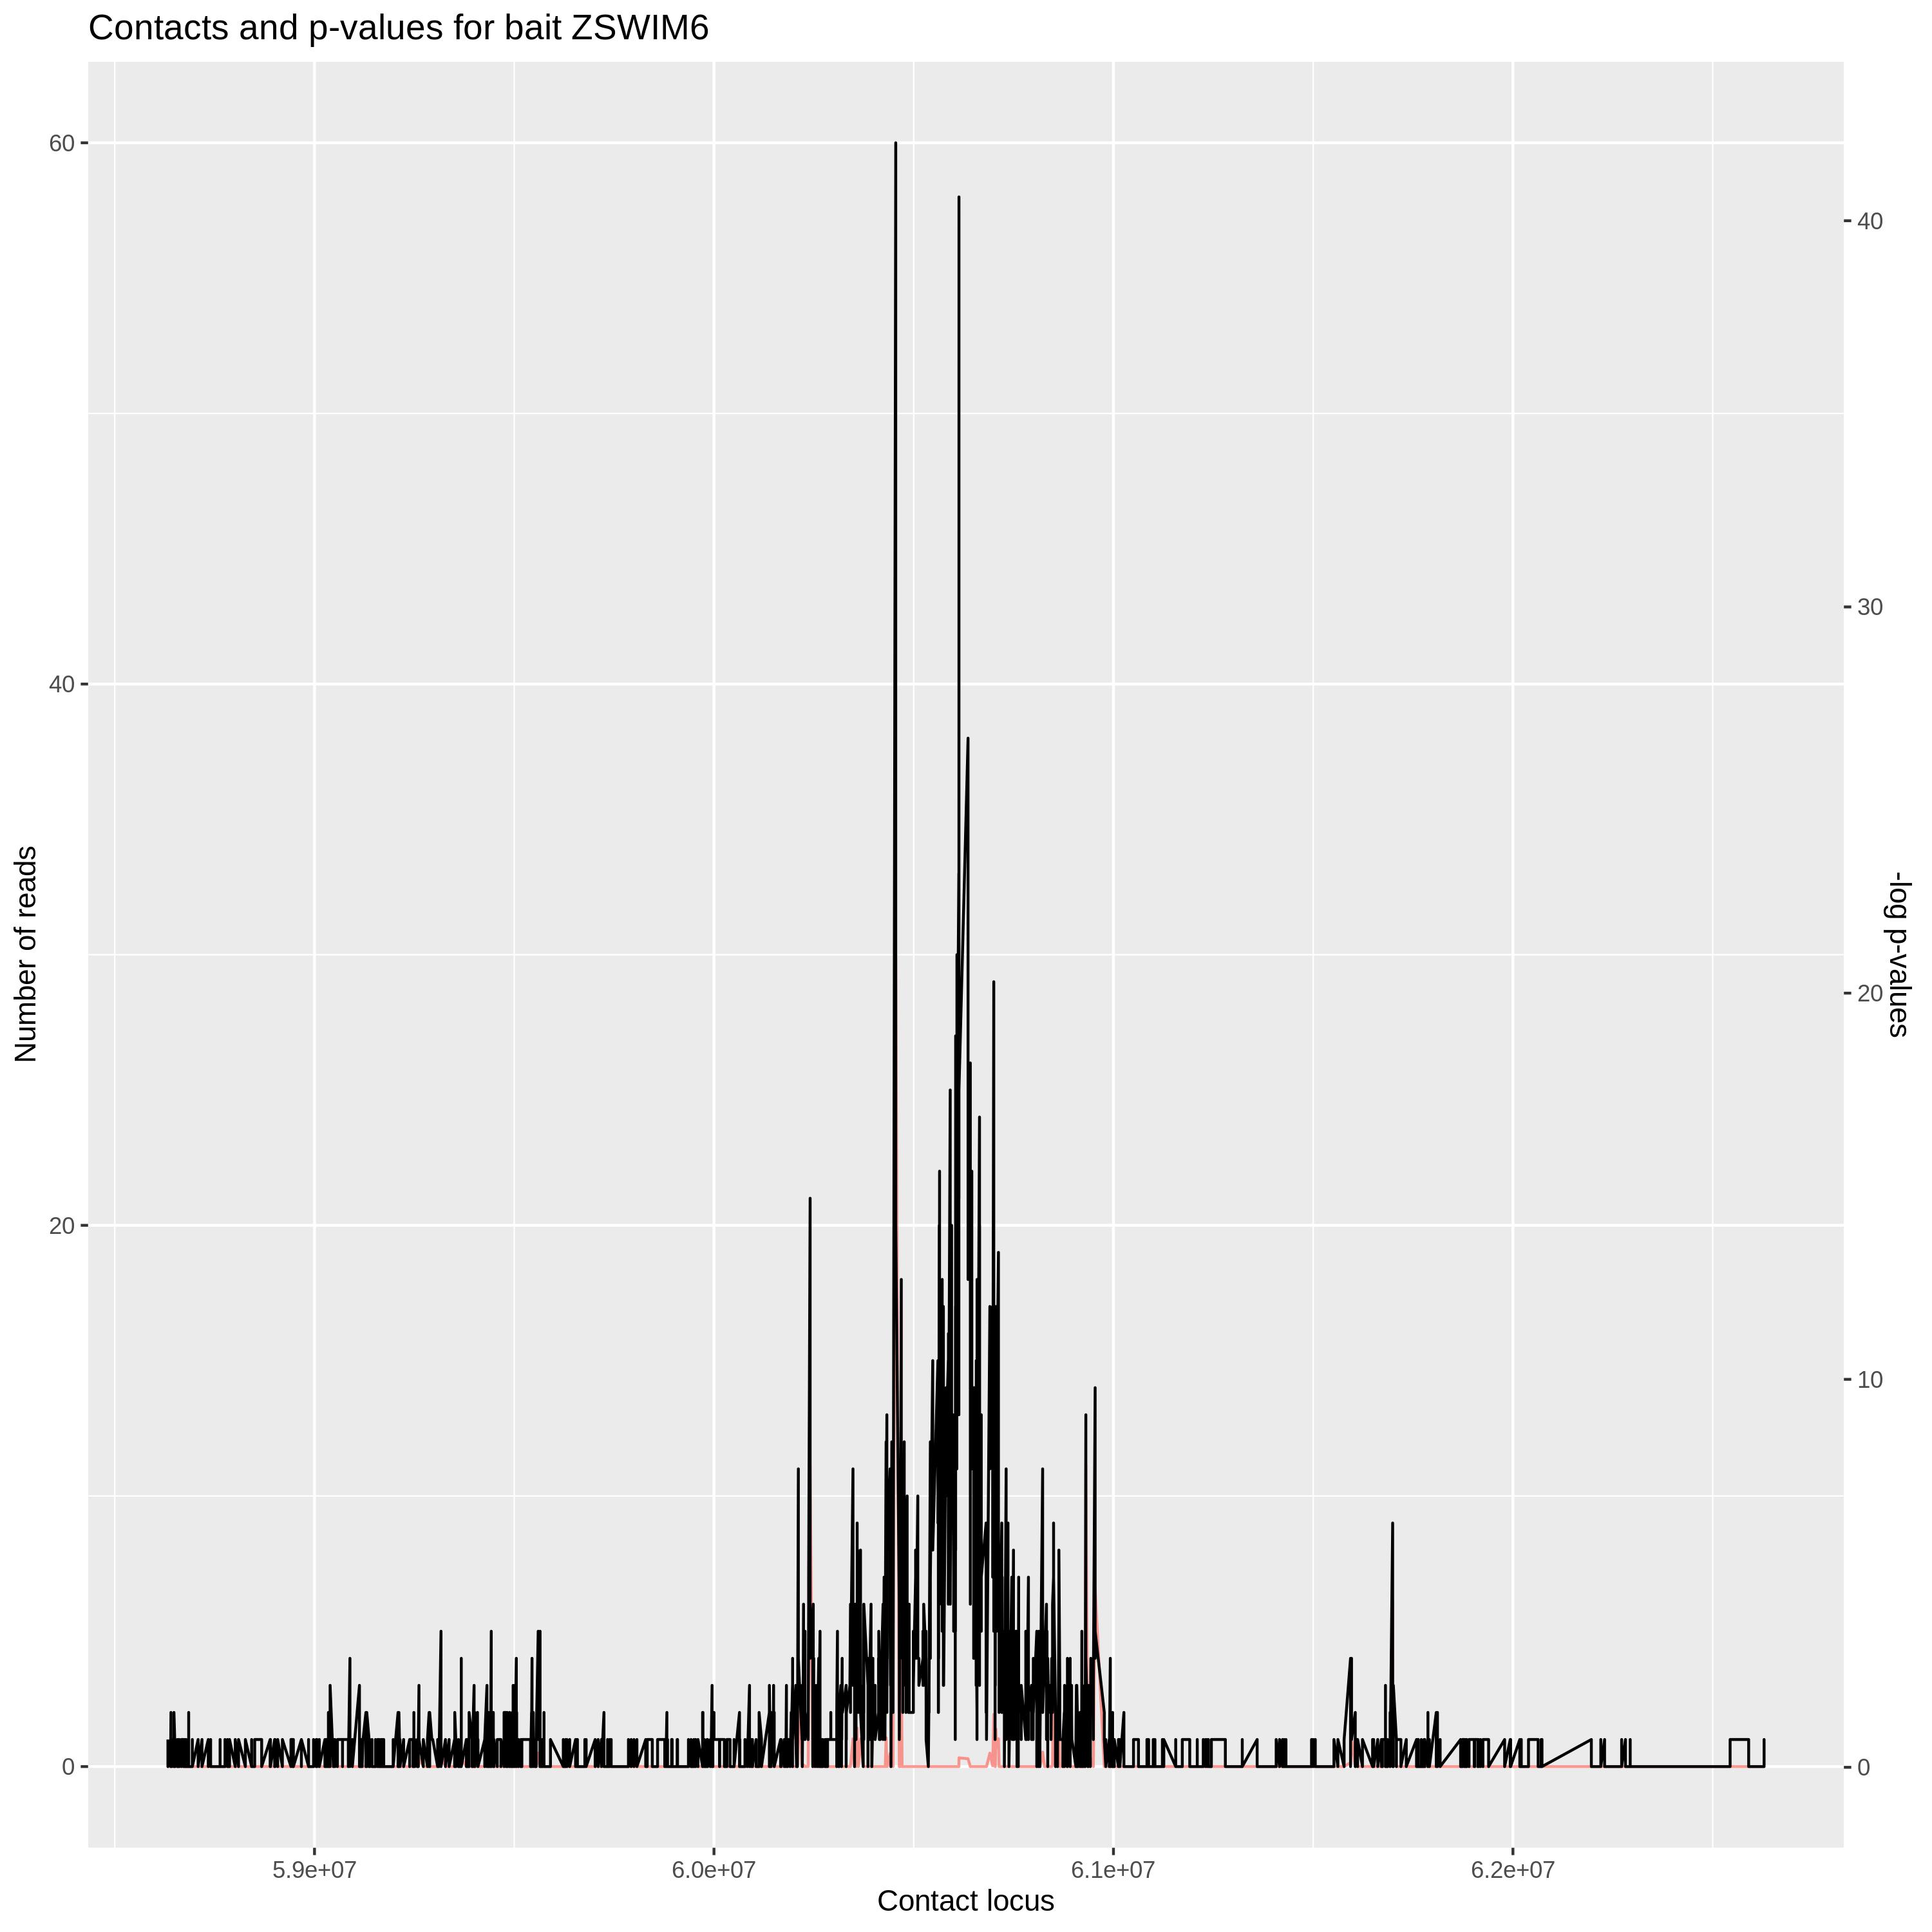 Contacts and p-values for bait ZSWIM6
60
40
20
0
Number of reads
40
30
20
10
0
-log p-values
5.9e+07 6.0e+07 6.1e+07 6.2e+07
Contact locus